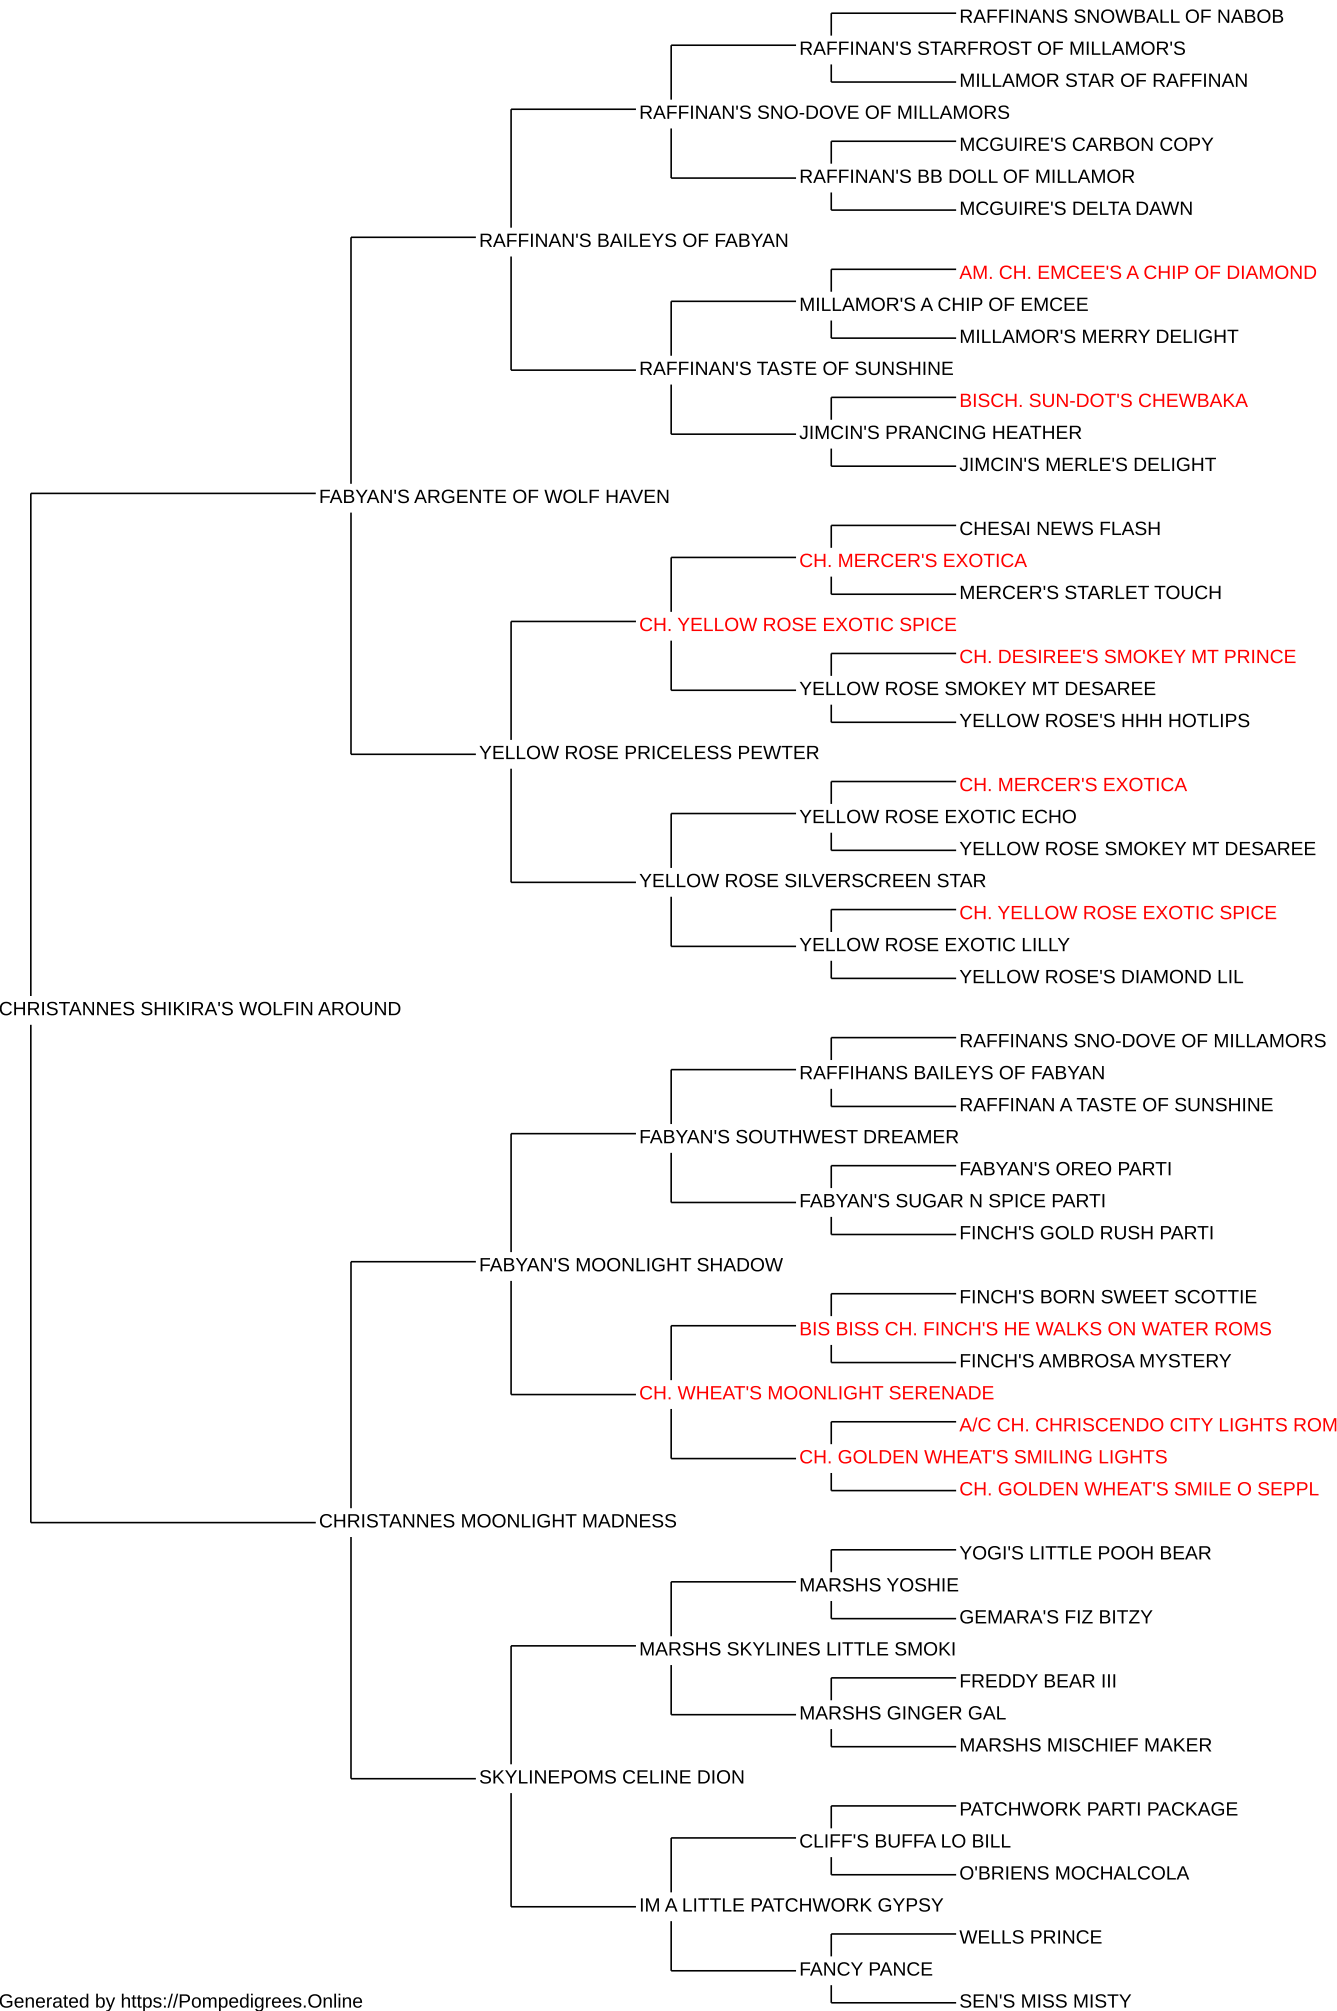 RAFFINANS SNOWBALL OF NABOB
RAFFINAN'S STARFROST OF MILLAMOR'S
MILLAMOR STAR OF RAFFINAN
RAFFINAN'S SNO-DOVE OF MILLAMORS
MCGUIRE'S CARBON COPY
RAFFINAN'S BB DOLL OF MILLAMOR
MCGUIRE'S DELTA DAWN
RAFFINAN'S BAILEYS OF FABYAN
AM. CH. EMCEE'S A CHIP OF DIAMOND
MILLAMOR'S A CHIP OF EMCEE
MILLAMOR'S MERRY DELIGHT
RAFFINAN'S TASTE OF SUNSHINE
BISCH. SUN-DOT'S CHEWBAKA
JIMCIN'S PRANCING HEATHER
JIMCIN'S MERLE'S DELIGHT
FABYAN'S ARGENTE OF WOLF HAVEN
CHESAI NEWS FLASH
CH. MERCER'S EXOTICA
MERCER'S STARLET TOUCH
CH. YELLOW ROSE EXOTIC SPICE
CH. DESIREE'S SMOKEY MT PRINCE
YELLOW ROSE SMOKEY MT DESAREE
YELLOW ROSE'S HHH HOTLIPS
YELLOW ROSE PRICELESS PEWTER
CH. MERCER'S EXOTICA
YELLOW ROSE EXOTIC ECHO
YELLOW ROSE SMOKEY MT DESAREE
YELLOW ROSE SILVERSCREEN STAR
CH. YELLOW ROSE EXOTIC SPICE
YELLOW ROSE EXOTIC LILLY
YELLOW ROSE'S DIAMOND LIL
CHRISTANNES SHIKIRA'S WOLFIN AROUND
RAFFINANS SNO-DOVE OF MILLAMORS
RAFFIHANS BAILEYS OF FABYAN
RAFFINAN A TASTE OF SUNSHINE
FABYAN'S SOUTHWEST DREAMER
FABYAN'S OREO PARTI
FABYAN'S SUGAR N SPICE PARTI
FINCH'S GOLD RUSH PARTI
FABYAN'S MOONLIGHT SHADOW
FINCH'S BORN SWEET SCOTTIE
BIS BISS CH. FINCH'S HE WALKS ON WATER ROMS
FINCH'S AMBROSA MYSTERY
CH. WHEAT'S MOONLIGHT SERENADE
A/C CH. CHRISCENDO CITY LIGHTS ROM
CH. GOLDEN WHEAT'S SMILING LIGHTS
CH. GOLDEN WHEAT'S SMILE O SEPPL
CHRISTANNES MOONLIGHT MADNESS
YOGI'S LITTLE POOH BEAR
MARSHS YOSHIE
GEMARA'S FIZ BITZY
MARSHS SKYLINES LITTLE SMOKI
FREDDY BEAR III
MARSHS GINGER GAL
MARSHS MISCHIEF MAKER
SKYLINEPOMS CELINE DION
PATCHWORK PARTI PACKAGE
CLIFF'S BUFFA LO BILL
O'BRIENS MOCHALCOLA
IM A LITTLE PATCHWORK GYPSY
WELLS PRINCE
FANCY PANCE
SEN'S MISS MISTY
Generated by https://Pompedigrees.Online